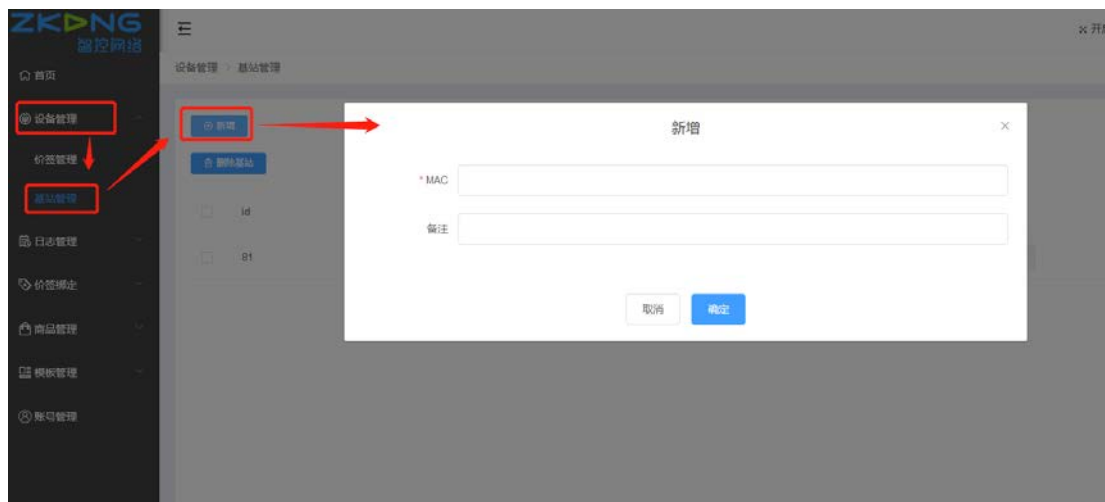 ZKDNG
智控网络
开启
首页
设备管理 > 基站管理
设备管理
价签管理
基站管理
日志管理
价签绑定
商品管理
模板管理
账号管理
新增
删除基站
id
81
新增
* MAC
备注
取消
确定